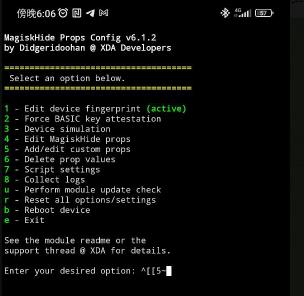 傍晚6:06
4G
57
MagiskHide Props Config v6.1.2
by Didgeridoohan @ XDA Developers
=====================================
Select an option below.
=====================================
1 - Edit device fingerprint (active)
2 - Force BASIC key attestation
3 - Device simulation
4 - Edit MagiskHide props
5 - Add/edit custom props
6 - Delete prop values
7 - Script settings
8 - Collect logs
u - Perform module update check
r - Reset all options/settings
b - Reboot device
e - Exit
See the module readme or the
support thread @ XDA for details.
Enter your desired option: ^[[5~